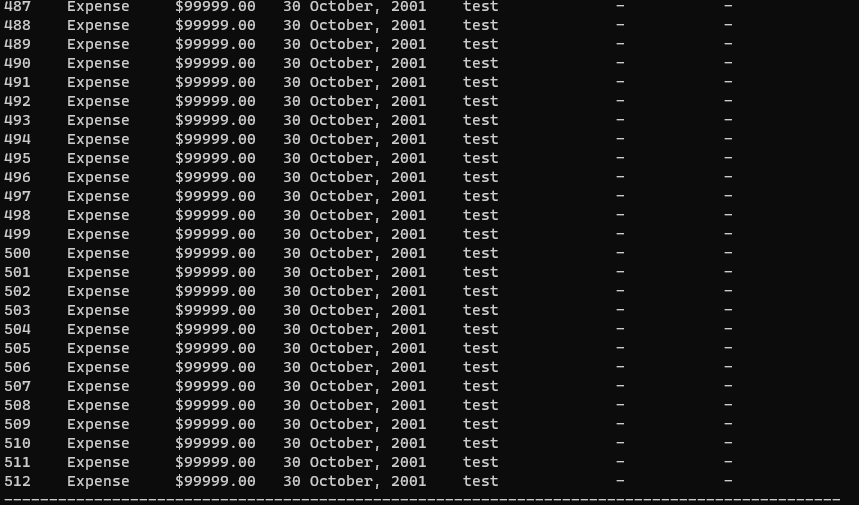 487    Expense     $99999.00   30 October, 2001    test             –           –
488    Expense     $99999.00   30 October, 2001    test             –           –
489    Expense     $99999.00   30 October, 2001    test             –           –
490    Expense     $99999.00   30 October, 2001    test             –           –
491    Expense     $99999.00   30 October, 2001    test             –           –
492    Expense     $99999.00   30 October, 2001    test             –           –
493    Expense     $99999.00   30 October, 2001    test             –           –
494    Expense     $99999.00   30 October, 2001    test             –           –
495    Expense     $99999.00   30 October, 2001    test             –           –
496    Expense     $99999.00   30 October, 2001    test             –           –
497    Expense     $99999.00   30 October, 2001    test             –           –
498    Expense     $99999.00   30 October, 2001    test             –           –
499    Expense     $99999.00   30 October, 2001    test             –           –
500    Expense     $99999.00   30 October, 2001    test             –           –
501    Expense     $99999.00   30 October, 2001    test             –           –
502    Expense     $99999.00   30 October, 2001    test             –           –
503    Expense     $99999.00   30 October, 2001    test             –           –
504    Expense     $99999.00   30 October, 2001    test             –           –
505    Expense     $99999.00   30 October, 2001    test             –           –
506    Expense     $99999.00   30 October, 2001    test             –           –
507    Expense     $99999.00   30 October, 2001    test             –           –
508    Expense     $99999.00   30 October, 2001    test             –           –
509    Expense     $99999.00   30 October, 2001    test             –           –
510    Expense     $99999.00   30 October, 2001    test             –           –
511    Expense     $99999.00   30 October, 2001    test             –           –
512    Expense     $99999.00   30 October, 2001    test             –           –
---------------------------------------------------------------------------------------------